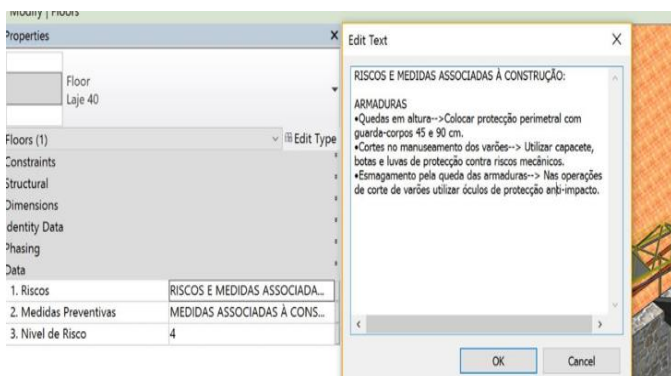 Modify | Floors
Properties
Floor
Laje 40
Floors (1)
Edit Type
Constraints
Structural
Dimensions
Identity Data
Phasing
Data
1. Riscos
RISCOS E MEDIDAS ASSOCIADA...
2. Medidas Preventivas
MEDIDAS ASSOCIADAS À CONS...
3. Nivel de Risco
4
Edit Text
RISCOS E MEDIDAS ASSOCIADAS À CONSTRUÇÃO:
ARMADURAS
•Quedas em altura-->Colocar protecção perimetral com
guarda-corpos 45 e 90 cm.
•Cortes no manuseamento dos varões--> Utilizar capacete,
botas e luvas de protecção contra riscos mecânicos.
•Esmagamento pela queda das armaduras--> Nas operações
de corte de varões utilizar óculos de protecção anti-impacto.
OK
Cancel